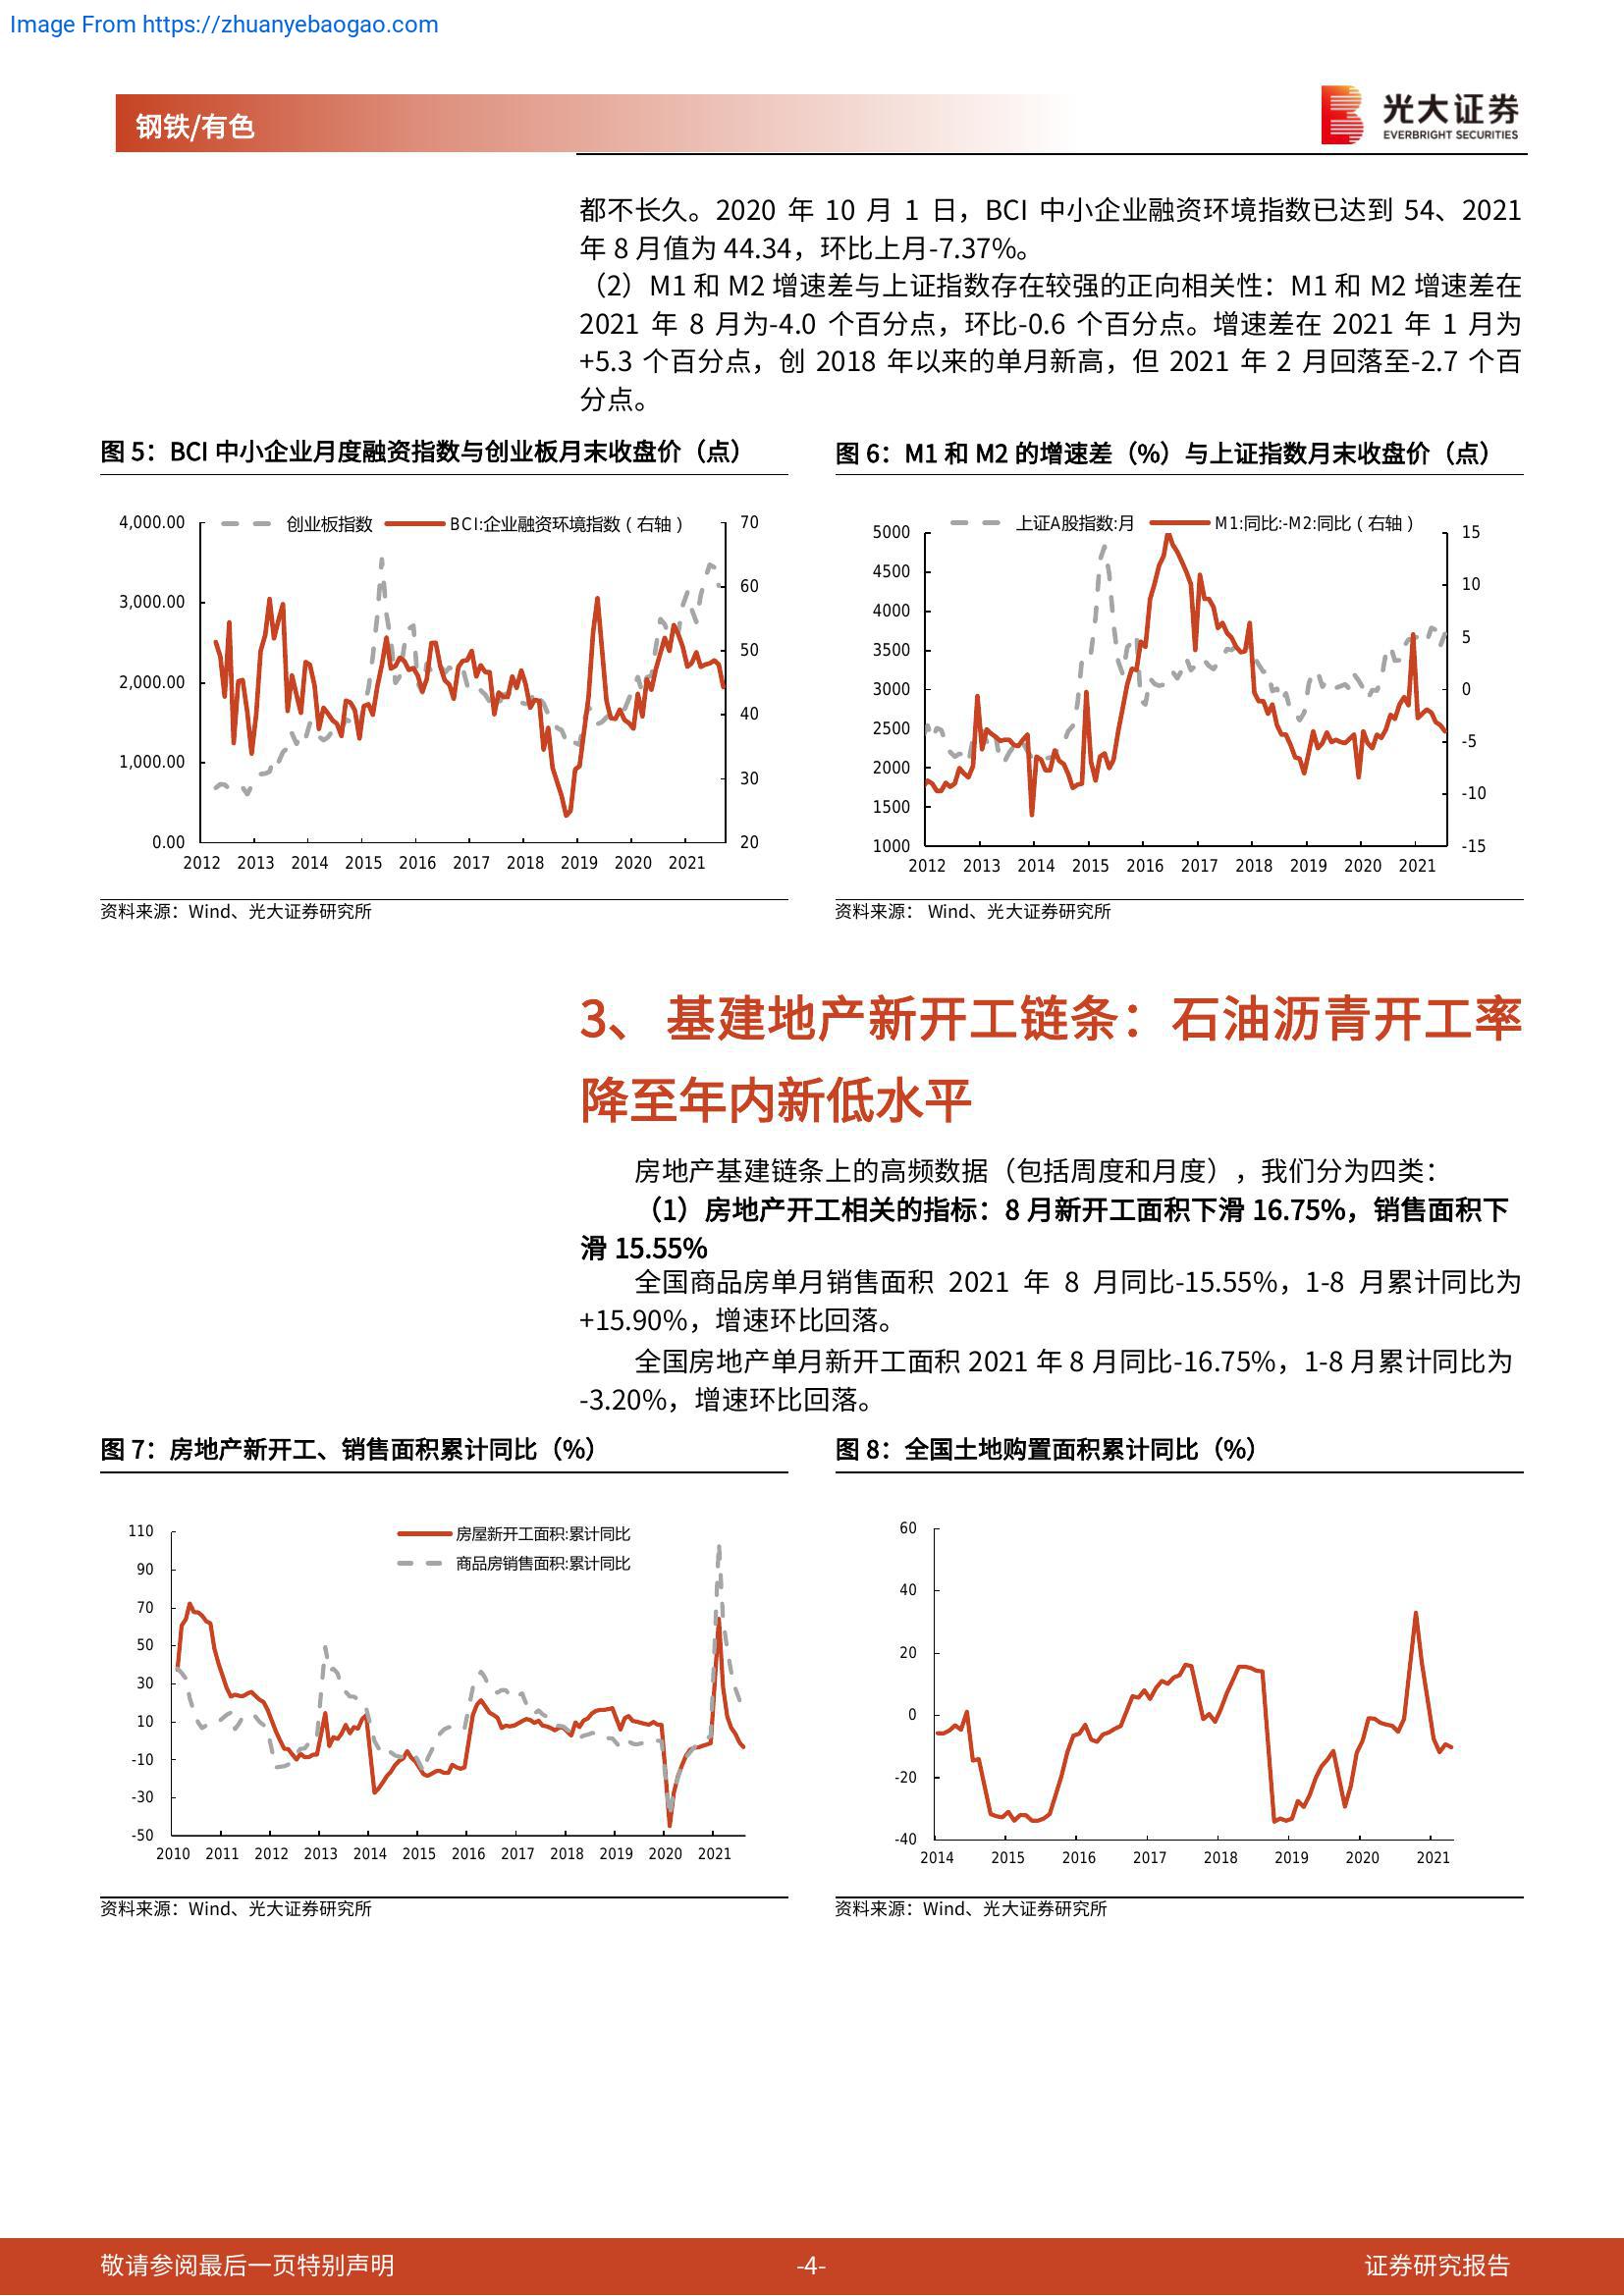 Image From https://zhuanyebaogao.com
钢铁/有色
光大证券
EVERBRIGHT SECURITIES
都不长久。2020 年 10 月 1 日，BCI 中小企业融资环境指数已达到 54、2021
年 8 月值为 44.34，环比上月-7.37%。
（2）M1 和 M2 增速差与上证指数存在较强的正向相关性：M1 和 M2 增速差在
2021 年 8 月为-4.0 个百分点，环比-0.6 个百分点。增速差在 2021 年 1 月为
+5.3 个百分点，创 2018 年以来的单月新高，但 2021 年 2 月回落至-2.7 个百
分点。
图 5：BCI 中小企业月度融资指数与创业板月末收盘价（点）
创业板指数 BCI:企业融资环境指数（右轴）
4,000.00
3,000.00
2,000.00
1,000.00
0.00
70
60
50
40
30
20
2012 2013 2014 2015 2016 2017 2018 2019 2020 2021
资料来源：Wind、光大证券研究所
图 6：M1 和 M2 的增速差（%）与上证指数月末收盘价（点）
上证A股指数:月 M1:同比:-M2:同比（右轴）
5000
4500
4000
3500
3000
2500
2000
1500
1000
15
10
5
0
-5
-10
-15
2012 2013 2014 2015 2016 2017 2018 2019 2020 2021
资料来源： Wind、光大证券研究所
3、 基建地产新开工链条：石油沥青开工率
降至年内新低水平
房地产基建链条上的高频数据（包括周度和月度），我们分为四类：
（1）房地产开工相关的指标：8 月新开工面积下滑 16.75%，销售面积下
滑 15.55%
全国商品房单月销售面积 2021 年 8 月同比-15.55%，1-8 月累计同比为
+15.90%，增速环比回落。
全国房地产单月新开工面积 2021 年 8 月同比-16.75%，1-8 月累计同比为
-3.20%，增速环比回落。
图 7：房地产新开工、销售面积累计同比（%）
房屋新开工面积:累计同比
商品房销售面积:累计同比
110
90
70
50
30
10
-10
-30
-50
2010 2011 2012 2013 2014 2015 2016 2017 2018 2019 2020 2021
资料来源：Wind、光大证券研究所
图 8：全国土地购置面积累计同比（%）
60
40
20
0
-20
-40
2014 2015 2016 2017 2018 2019 2020 2021
资料来源：Wind、光大证券研究所
敬请参阅最后一页特别声明
-4-
证券研究报告